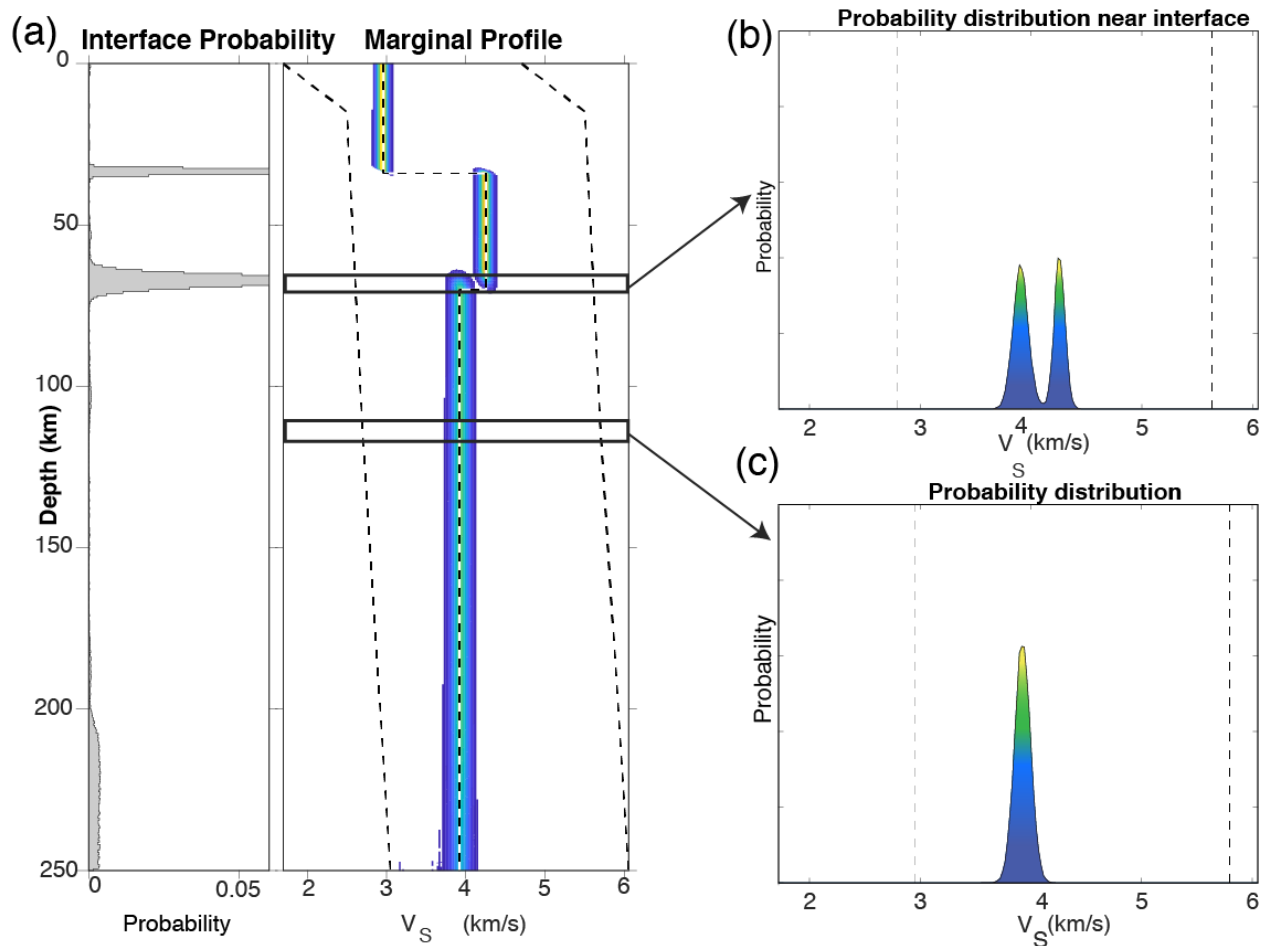 (a)
Interface Probability
Marginal Profile
0
50
100
150
200
250
Depth (km)
0
0.05
Probability
2
3
4
5
6
V
S
(km/s)
(b)
Probability distribution near interface
Probability
2
3
4
5
6
V
S
(km/s)
(c)
Probability distribution
Probability
2
3
4
5
6
V
S
(km/s)